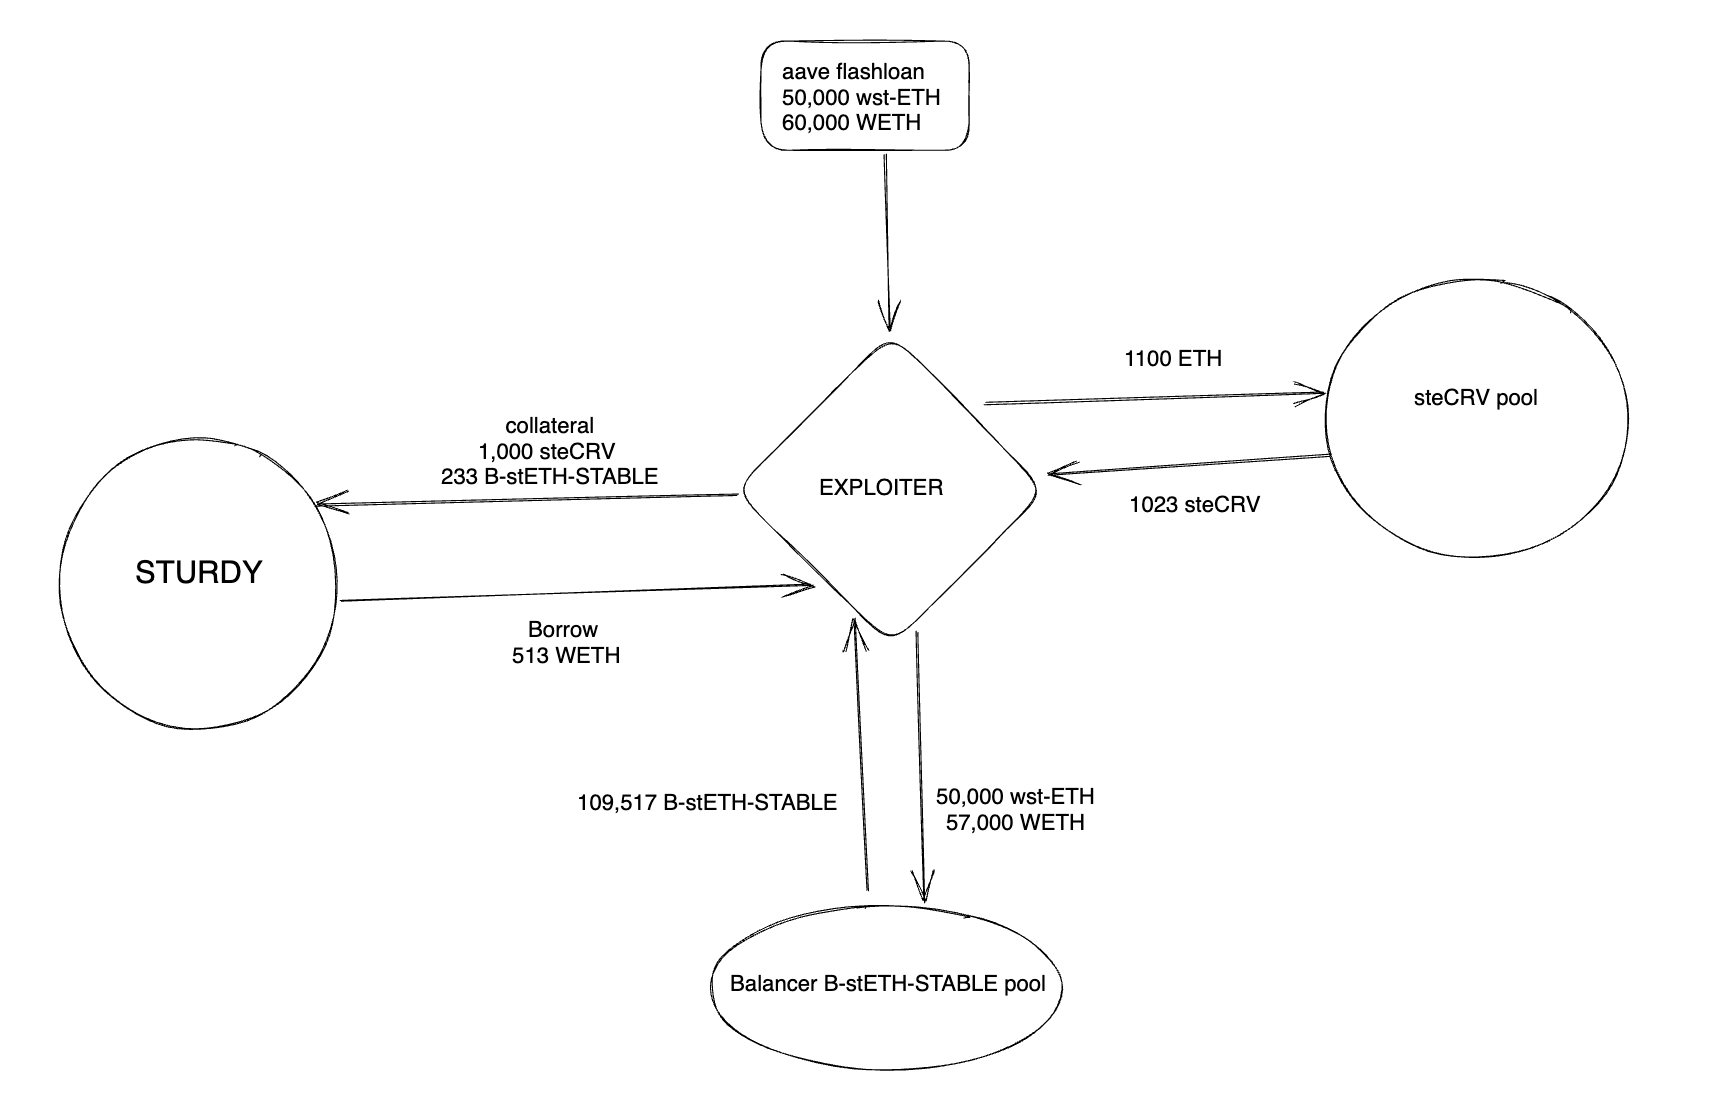 aave flashloan
50,000 wst-ETH
60,000 WETH
1100 ETH
steCRV pool
collateral
1,000 steCRV
233 B-stETH-STABLE
EXPLOITER
1023 steCRV
STURDY
Borrow
513 WETH
109,517 B-stETH-STABLE
50,000 wst-ETH
57,000 WETH
Balancer B-stETH-STABLE pool